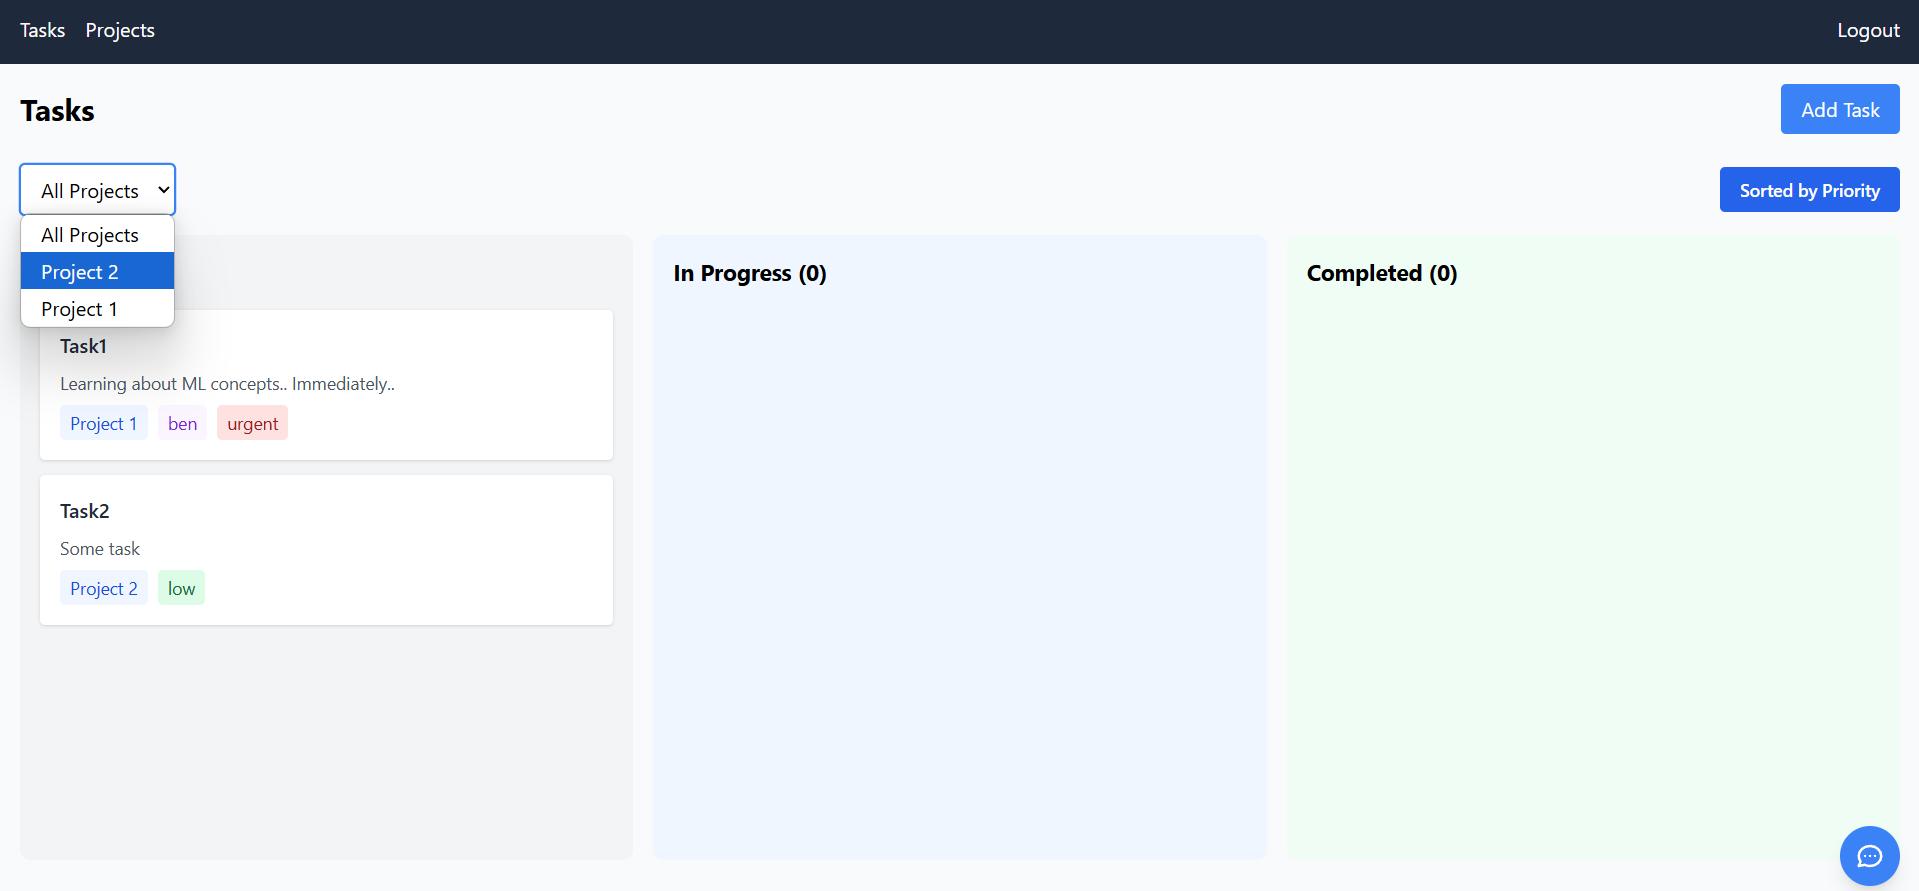 Tasks Projects Logout
Tasks
Add Task
All Projects
Sorted by Priority
All Projects
Project 2
Project 1
In Progress (0)
Completed (0)
Task1
Learning about ML concepts.. Immediately..
Project 1 ben urgent
Task2
Some task
Project 2 low